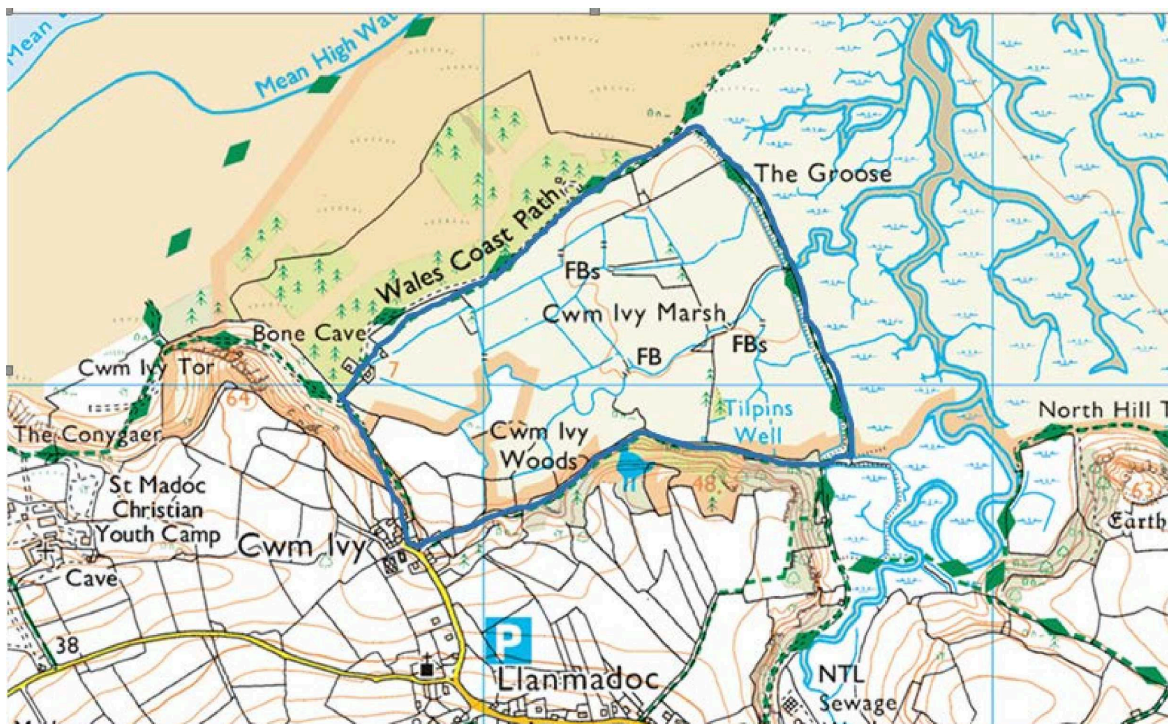 Mean
Mean High Wat
The Groose
Wales Coast Path
FBs
Cwm Ivy Marsh
FBs
FB
Bone Cave
7
Cwm Ivy Tor
64
Tilpins
Well
North Hill T
The Conygaer
Cwm Ivy
Woods
48
63
St Madoc
Christian
Youth Camp
Earth
Cwm Ivy
Cave
38
P
Llanmadoc
NTL
Sewage